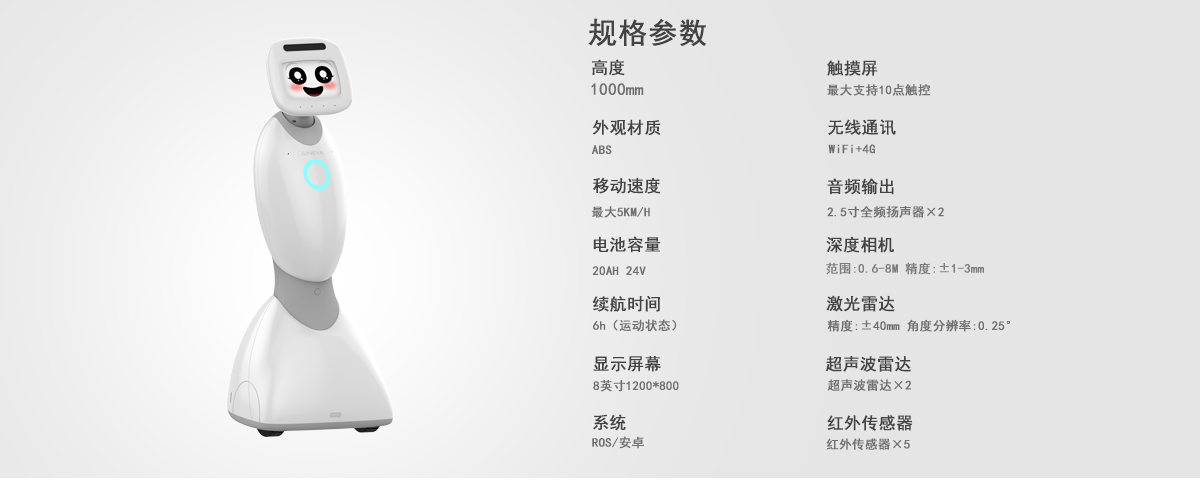 规格参数
高度
1000mm
外观材质
ABS
移动速度
最大5KM/H
电池容量
20AH 24V
续航时间
6h（运动状态）
显示屏幕
8英寸1200*800
系统
ROS/安卓
触摸屏
最大支持10点触控
无线通讯
WiFi+4G
音频输出
2.5寸全频扬声器×2
深度相机
范围:0.6-8M 精度:±1-3mm
激光雷达
精度:±40mm 角度分辨率:0.25°
超声波雷达
超声波雷达×2
红外传感器
红外传感器×5